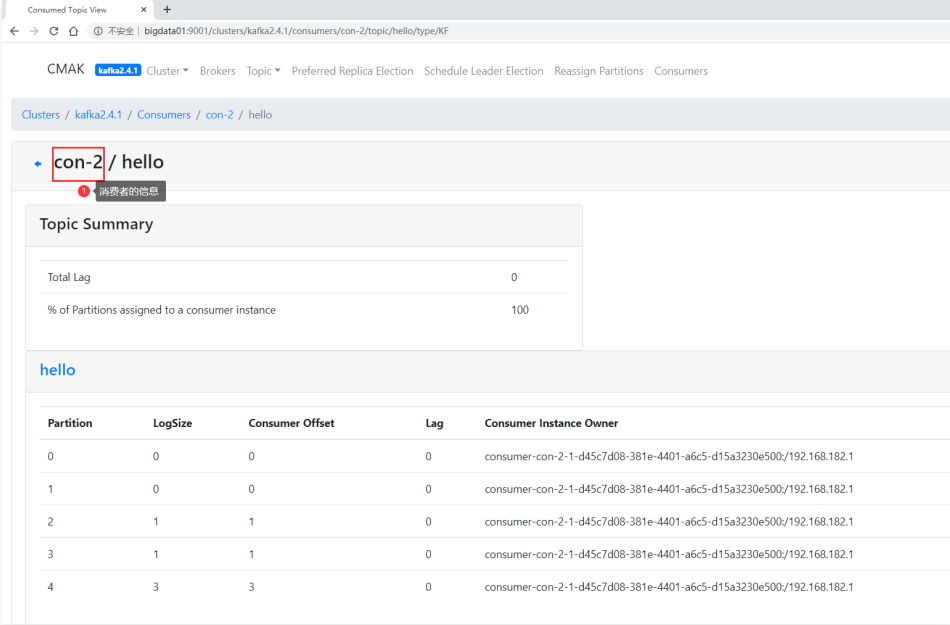 Consumed Topic View
不安全 bigdata01:9001/clusters/kafka2.4.1/consumers/con-2/topic/hello/type/KF
CMAK kafka2.4.1 Cluster Brokers Topic Preferred Replica Election Schedule Leader Election Reassign Partitions Consumers
Clusters / kafka2.4.1 / Consumers / con-2 / hello
con-2 / hello
1 消费者的信息
Topic Summary
Total Lag 0
% of Partitions assigned to a consumer instance 100
hello
Partition LogSize Consumer Offset Lag Consumer Instance Owner
0 0 0 0 consumer-con-2-1-d45c7d08-381e-4401-a6c5-d15a3230e500:/192.168.182.1
1 0 0 0 consumer-con-2-1-d45c7d08-381e-4401-a6c5-d15a3230e500:/192.168.182.1
2 1 1 0 consumer-con-2-1-d45c7d08-381e-4401-a6c5-d15a3230e500:/192.168.182.1
3 1 1 0 consumer-con-2-1-d45c7d08-381e-4401-a6c5-d15a3230e500:/192.168.182.1
4 3 3 0 consumer-con-2-1-d45c7d08-381e-4401-a6c5-d15a3230e500:/192.168.182.1